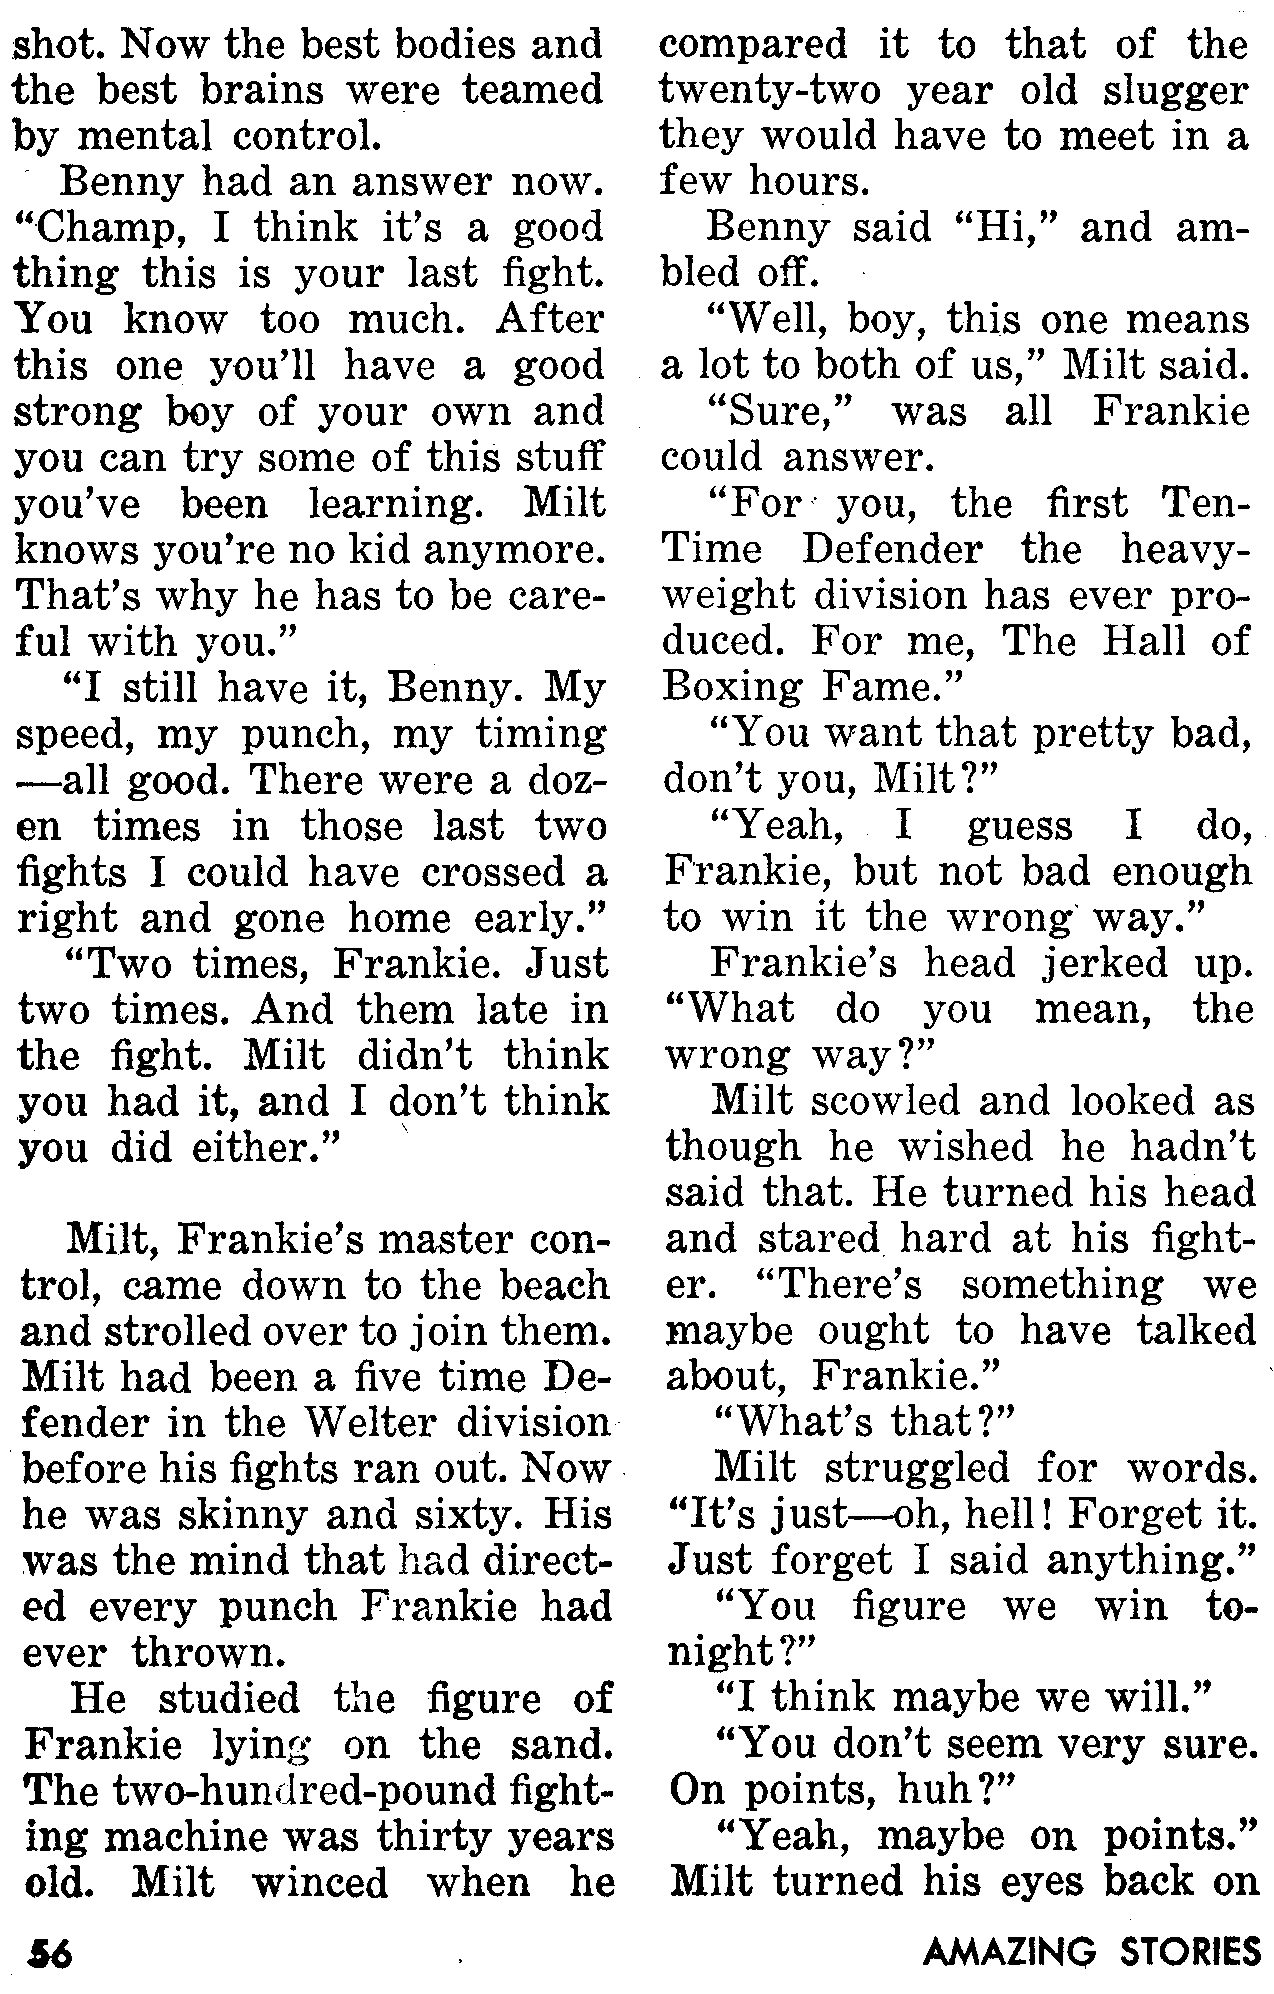 shot. Now the best bodies and
the best brains were teamed
by mental control.
Benny had an answer now.
“Champ, I think it’s a good
thing this is your last fight.
You know too much. After
this one you’ll have a good
strong boy of your own and
you can try some of this stuff
you’ve been learning. Milt
knows you’re no kid anymore.
That’s why he has to be care-
ful with you.”
“I still have it, Benny. My
speed, my punch, my timing
—all good. There were a doz-
en times in those last two
fights I could have crossed a
right and gone home early.”
“Two times, Frankie. Just
two times. And them late in
the fight. Milt didn’t think
you had it, and I don’t think
you did either.”
Milt, Frankie’s master con-
trol, came down to the beach
and strolled over to join them.
Milt had been a five time De-
fender in the Welter division
before his fights ran out. Now
he was skinny and sixty. His
was the mind that had direct-
ed every punch Frankie had
ever thrown.
He studied the figure of
Frankie lying on the sand.
The two-hundred-pound fight-
ing machine was thirty years
old. Milt winced when he
compared it to that of the
twenty-two year old slugger
they would have to meet in a
few hours.
Benny said “Hi,” and am-
bled off.
“Well, boy, this one means
a lot to both of us,” Milt said.
“Sure,” was all Frankie
could answer.
“For you, the first Ten-
Time Defender the heavy-
weight division has ever pro-
duced. For me, The Hall of
Boxing Fame.”
“You want that pretty bad,
don’t you, Milt?”
“Yeah, I guess I do,
Frankie, but not bad enough
to win it the wrong way.”
Frankie’s head jerked up.
“What do you mean, the
wrong way?”
Milt scowled and looked as
though he wished he hadn’t
said that. He turned his head
and stared hard at his fight-
er. “There’s something we
maybe ought to have talked
about, Frankie.”
“What’s that?”
Milt struggled for words.
“It’s just—oh, hell! Forget it.
Just forget I said anything.”
“You figure we win to-
night?”
“I think maybe we will.”
“You don’t seem very sure.
On points, huh?”
“Yeah, maybe on points.”
Milt turned his eyes back on
56
AMAZING STORIES